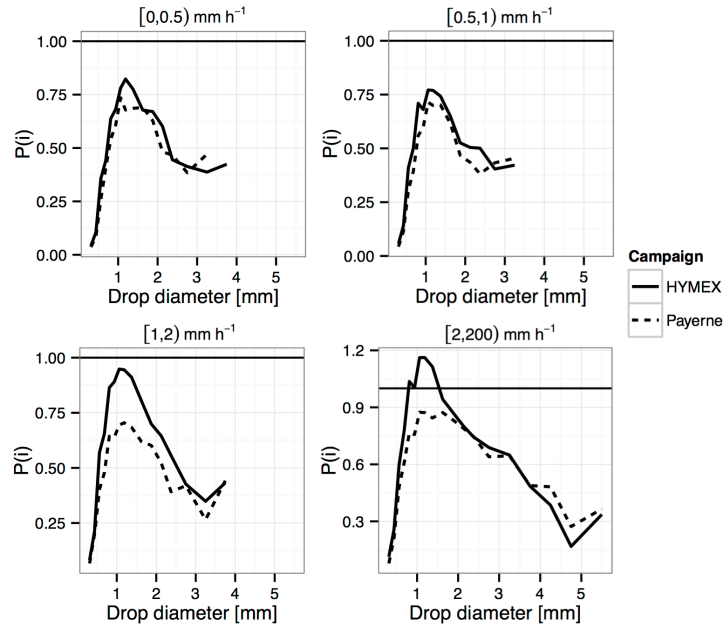 [0,0.5) mm h⁻¹
1.00
0.75
0.50
0.25
0.00
P(i)
1 2 3 4 5
Drop diameter [mm]
[0.5,1) mm h⁻¹
1.00
0.75
0.50
0.25
0.00
P(i)
1 2 3 4 5
Drop diameter [mm]
Campaign
HYMEX
Payerne
[1,2) mm h⁻¹
1.00
0.75
0.50
0.25
P(i)
1 2 3 4 5
Drop diameter [mm]
[2,200) mm h⁻¹
1.2
0.9
0.6
0.3
P(i)
1 2 3 4 5
Drop diameter [mm]